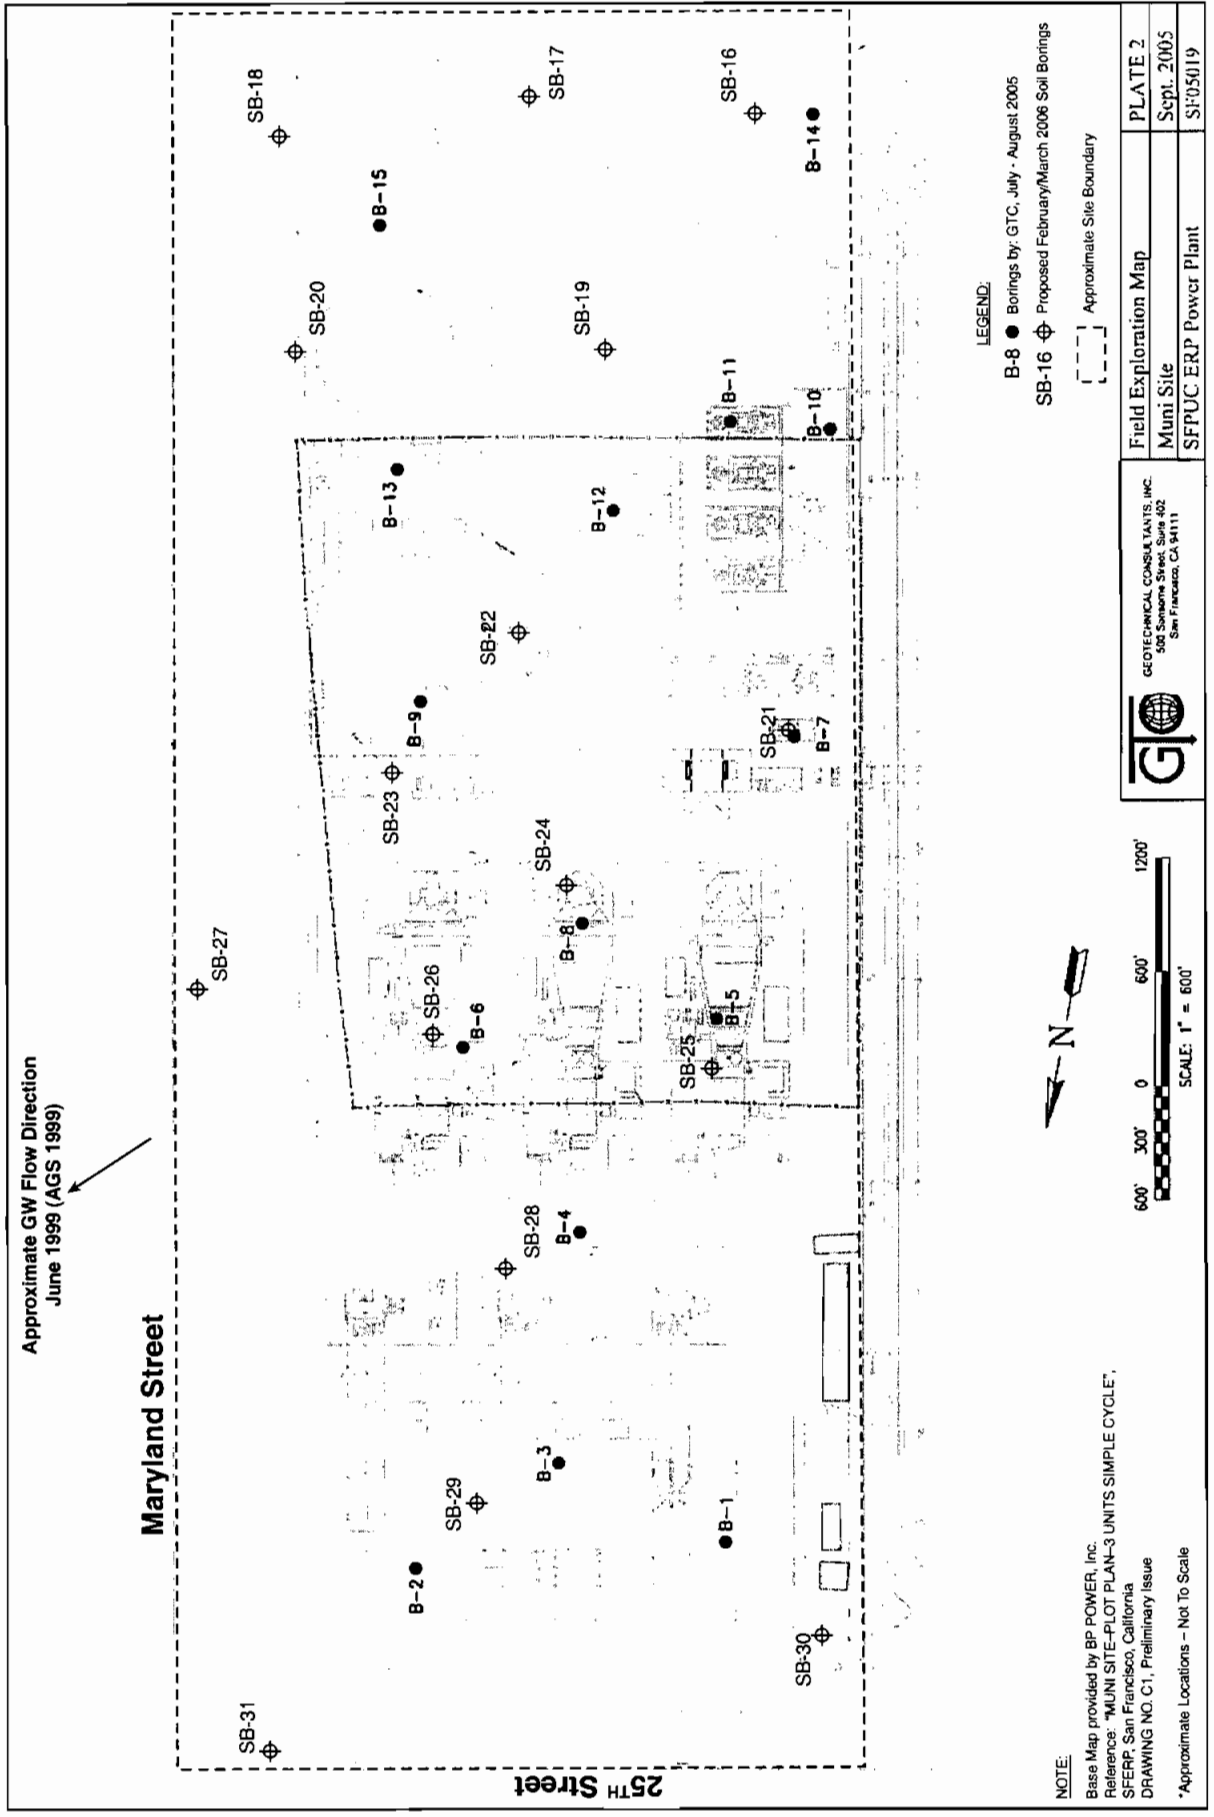 Approximate GW Flow Direction
June 1999 (AGS 1999)
Maryland Street
25TH Street
SB-31
SB-27
SB-20
SB-18
SB-17
SB-16
B-15
B-14
SB-19
B-11
B-10
B-13
B-12
SB-22
B-9
SB-23
SB-21
B-7
SB-24
B-8
SB-26
B-6
B-5
SB-25
SB-28
B-4
B-3
SB-29
B-2
B-1
SB-30
LEGEND:
B-8 Borings by: GTC, July - August 2005
SB-16 Proposed February/March 2006 Soil Borings
Approximate Site Boundary
N
600' 300' 0 600' 1200'
SCALE: 1" = 600'
NOTE:
Base Map provided by BP POWER, Inc.
Reference: "MUNI SITE-PLOT PLAN-3 UNITS SIMPLE CYCLE",
SFERP, San Francisco, California
DRAWING NO. C1, Preliminary Issue
*Approximate Locations – Not To Scale
GEOTECHNICAL CONSULTANTS, INC.
500 Sansome Street, Suite 402
San Francisco, CA 94111
Field Exploration Map
Muni Site
SFPUC ERP Power Plant
PLATE 2
Sept. 2005
SF05019